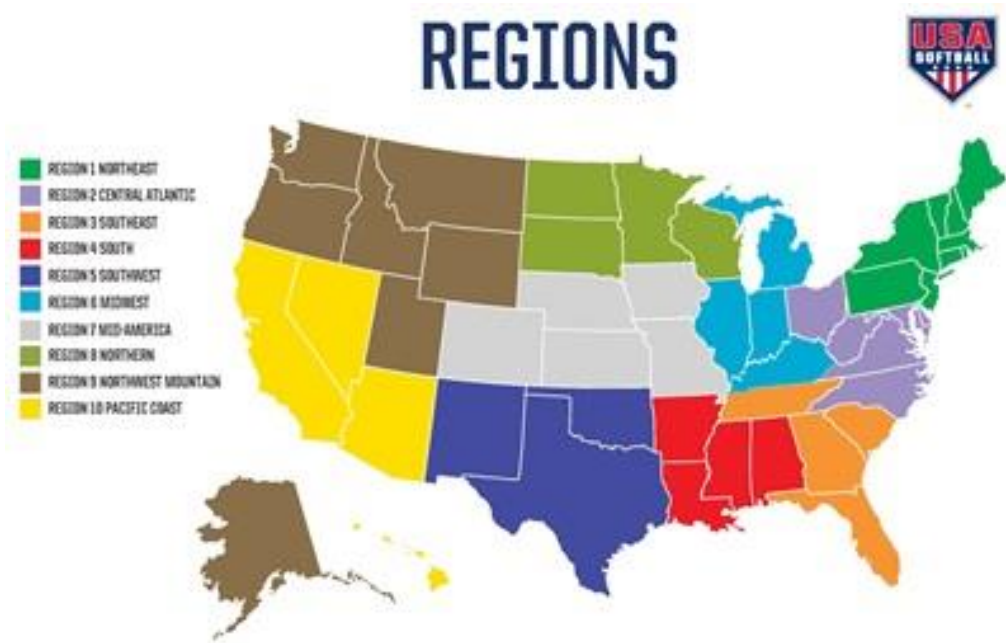 REGIONS
USA
SOFTBALL
REGION 1 NORTHEAST
REGION 2 CENTRAL ATLANTIC
REGION 3 SOUTHEAST
REGION 4 SOUTH
REGION 5 SOUTHWEST
REGION 6 MIDWEST
REGION 7 MID-AMERICA
REGION 8 NORTHERN
REGION 9 NORTHWEST MOUNTAIN
REGION 10 PACIFIC COAST